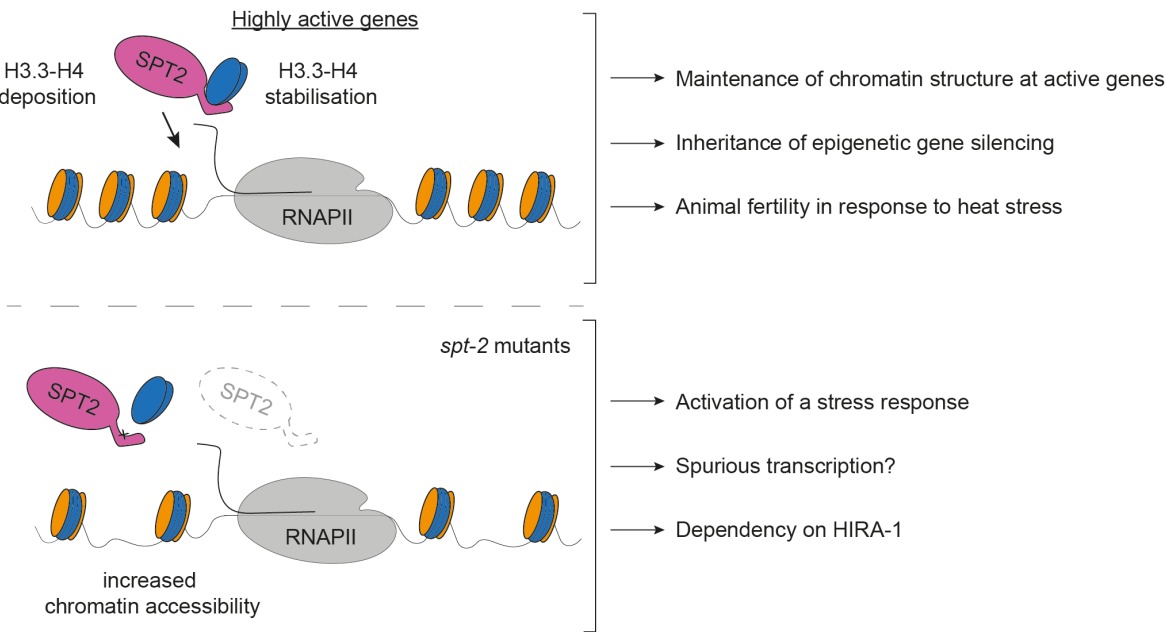 Highly active genes
SPT2
H3.3-H4
deposition
H3.3-H4
stabilisation
RNAPII
Maintenance of chromatin structure at active genes
Inheritance of epigenetic gene silencing
Animal fertility in response to heat stress
spt-2 mutants
SPT2
SPT2
RNAPII
increased
chromatin accessibility
Activation of a stress response
Spurious transcription?
Dependency on HIRA-1